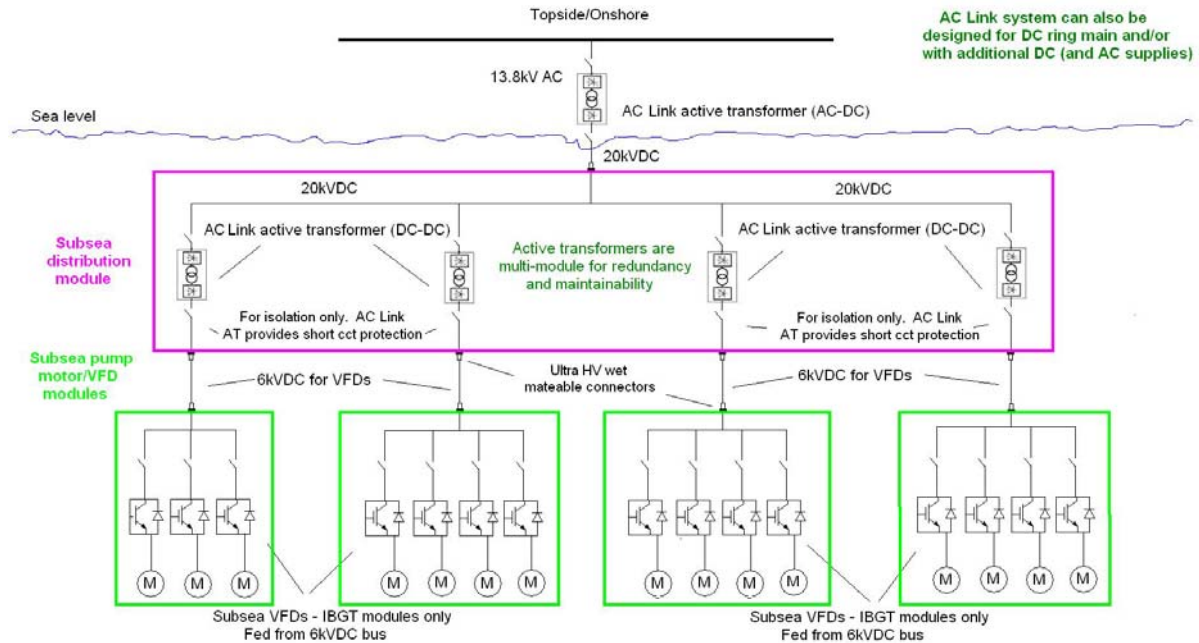 Topside/Onshore
AC Link system can also be
designed for DC ring main and/or
with additional DC (and AC supplies)
13.8kV AC
AC Link active transformer (AC-DC)
Sea level
20kVDC
20kVDC
20kVDC
AC Link active transformer (DC-DC)
AC Link active transformer (DC-DC)
Subsea
distribution
module
Active transformers are
multi-module for redundancy
and maintainability
For isolation only. AC Link
AT provides short cct protection
For isolation only. AC Link
AT provides short cct protection
Subsea pump
motor/VFD
modules
6kVDC for VFDs
Ultra HV wet
mateable connectors
6kVDC for VFDs
M M M M M M M M M M M M M M M
Subsea VFDs - IBGT modules only
Fed from 6kVDC bus
Subsea VFDs - IBGT modules only
Fed from 6kVDC bus